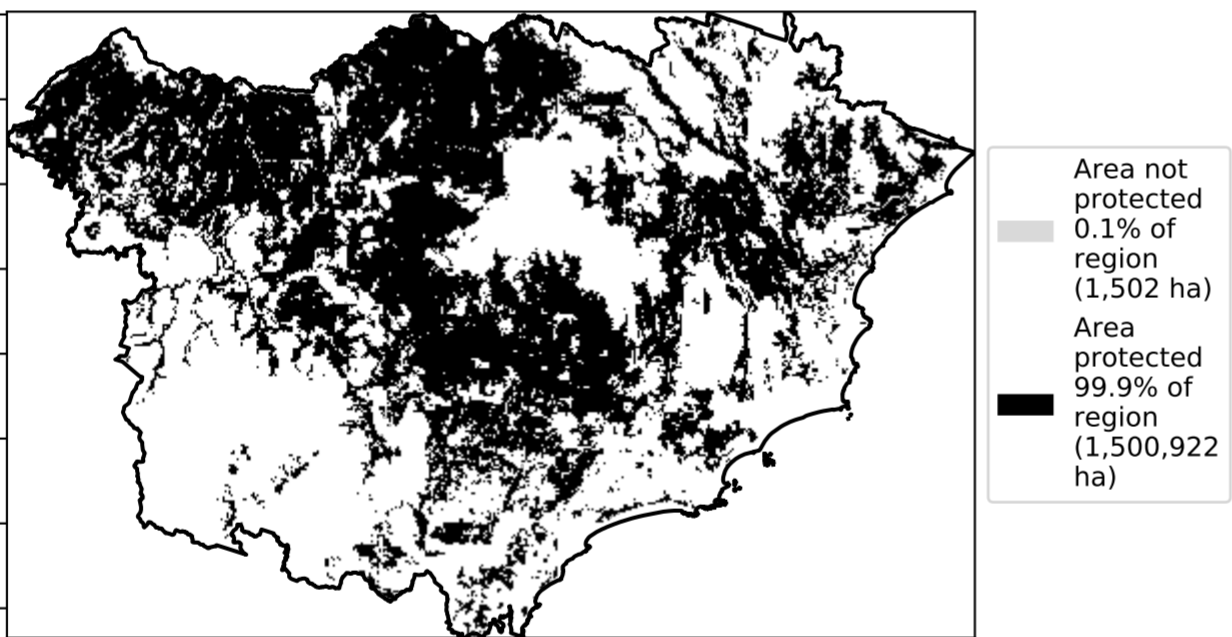 Area not
protected
0.1% of
region
(1,502 ha)
Area
protected
99.9% of
region
(1,500,922
ha)